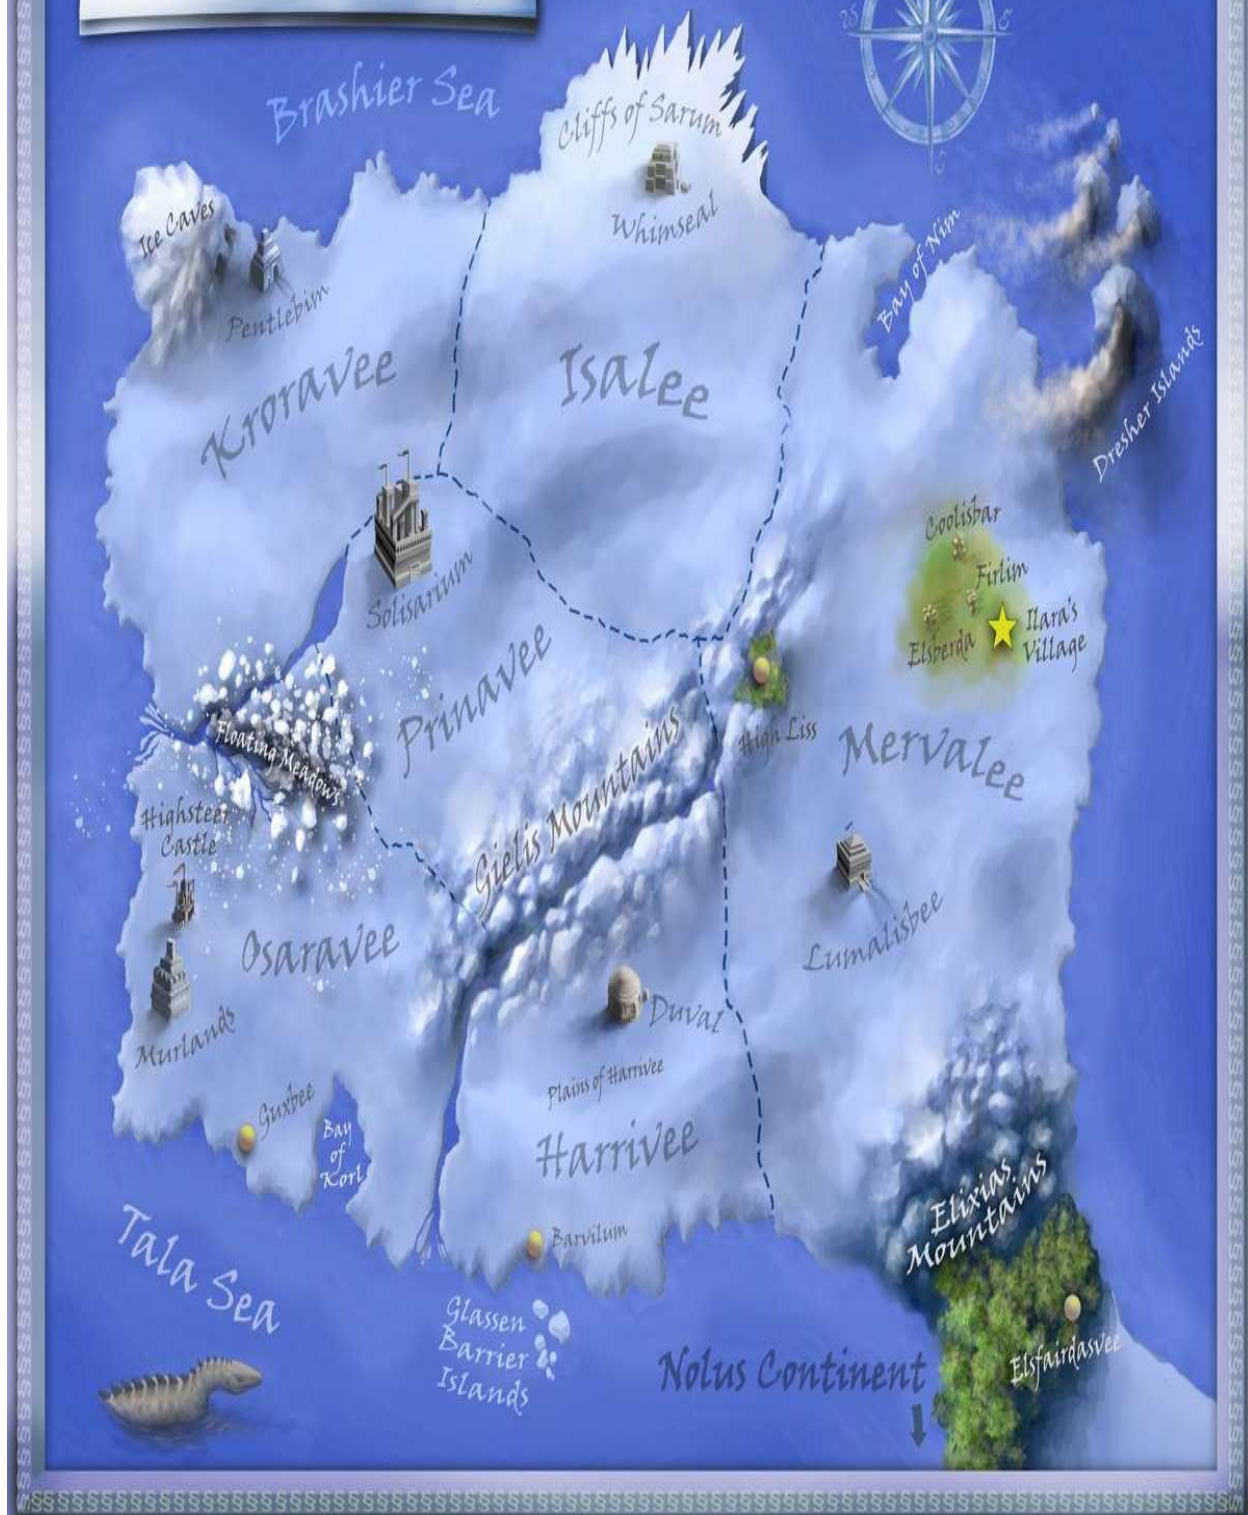 Brashier Sea
Cliffs of Sarum
Whimseal
Ice Caves
Pentlebim
Bay of Nim
Kroravee
Isalee
Dresher Islands
Coolisbar
Firlim
Solisarium
Elsberda
Ilara's
Village
Prinavee
Floating Meadows
Gielis Mountains
High Liss
Mervalee
Highsteer
Castle
Osaravee
Lumalisbee
Duval
Murlands
Plains of Harrivee
Guxbee
Bay
of
Korl
Harrivee
Elixias
Mountains
Barvilum
Tala Sea
Glassen
Barrier
Islands
Nolus Continent
Elsfairdasvee